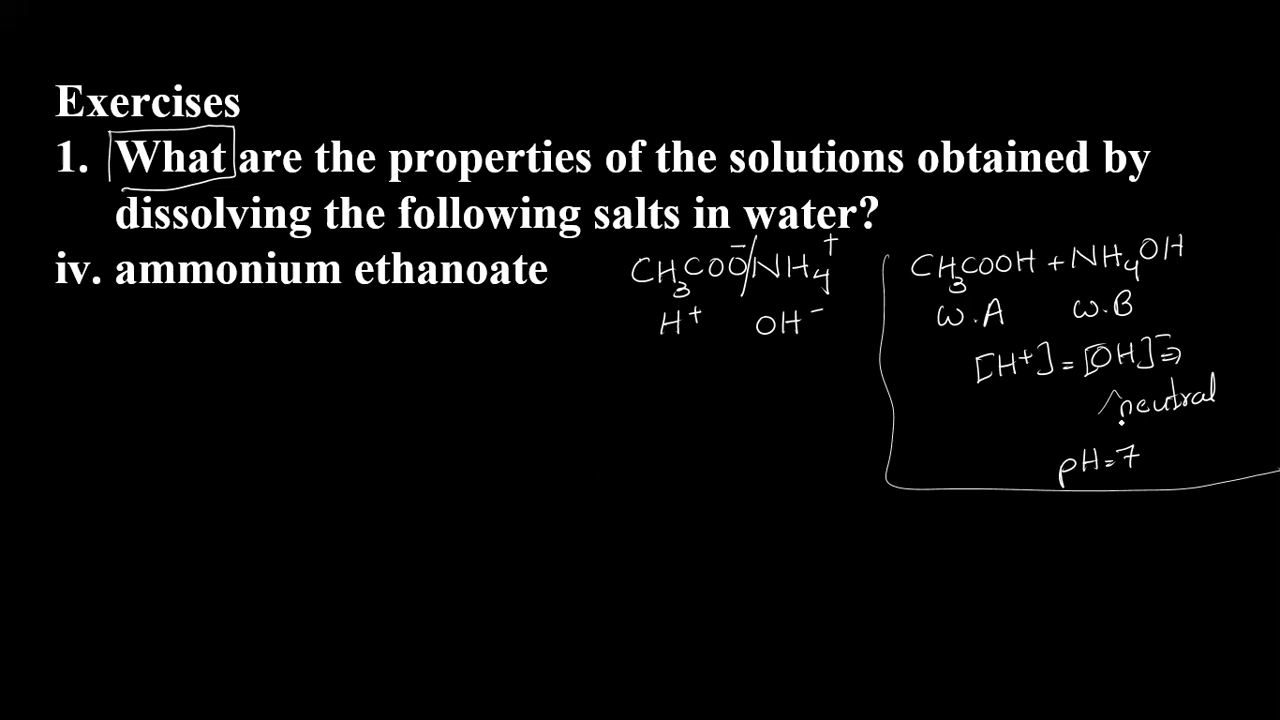 Exercises
1. What are the properties of the solutions obtained by
dissolving the following salts in water?
iv. ammonium ethanoate
CH₃COO⁻/NH₄⁺
H⁺ OH⁻
CH₃COOH + NH₄OH
W.A W.B
[H⁺] = [OH]⁻ ⇒
neutral
pH = 7